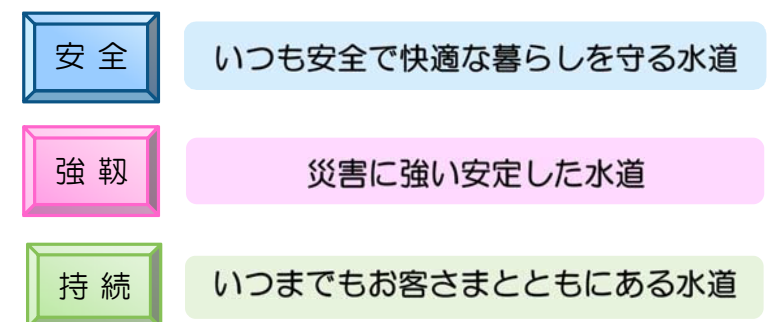 安全
いつも安全で快適な暮らしを守る水道
強靱
災害に強い安定した水道
持続
いつまでもお客さまとともにある水道